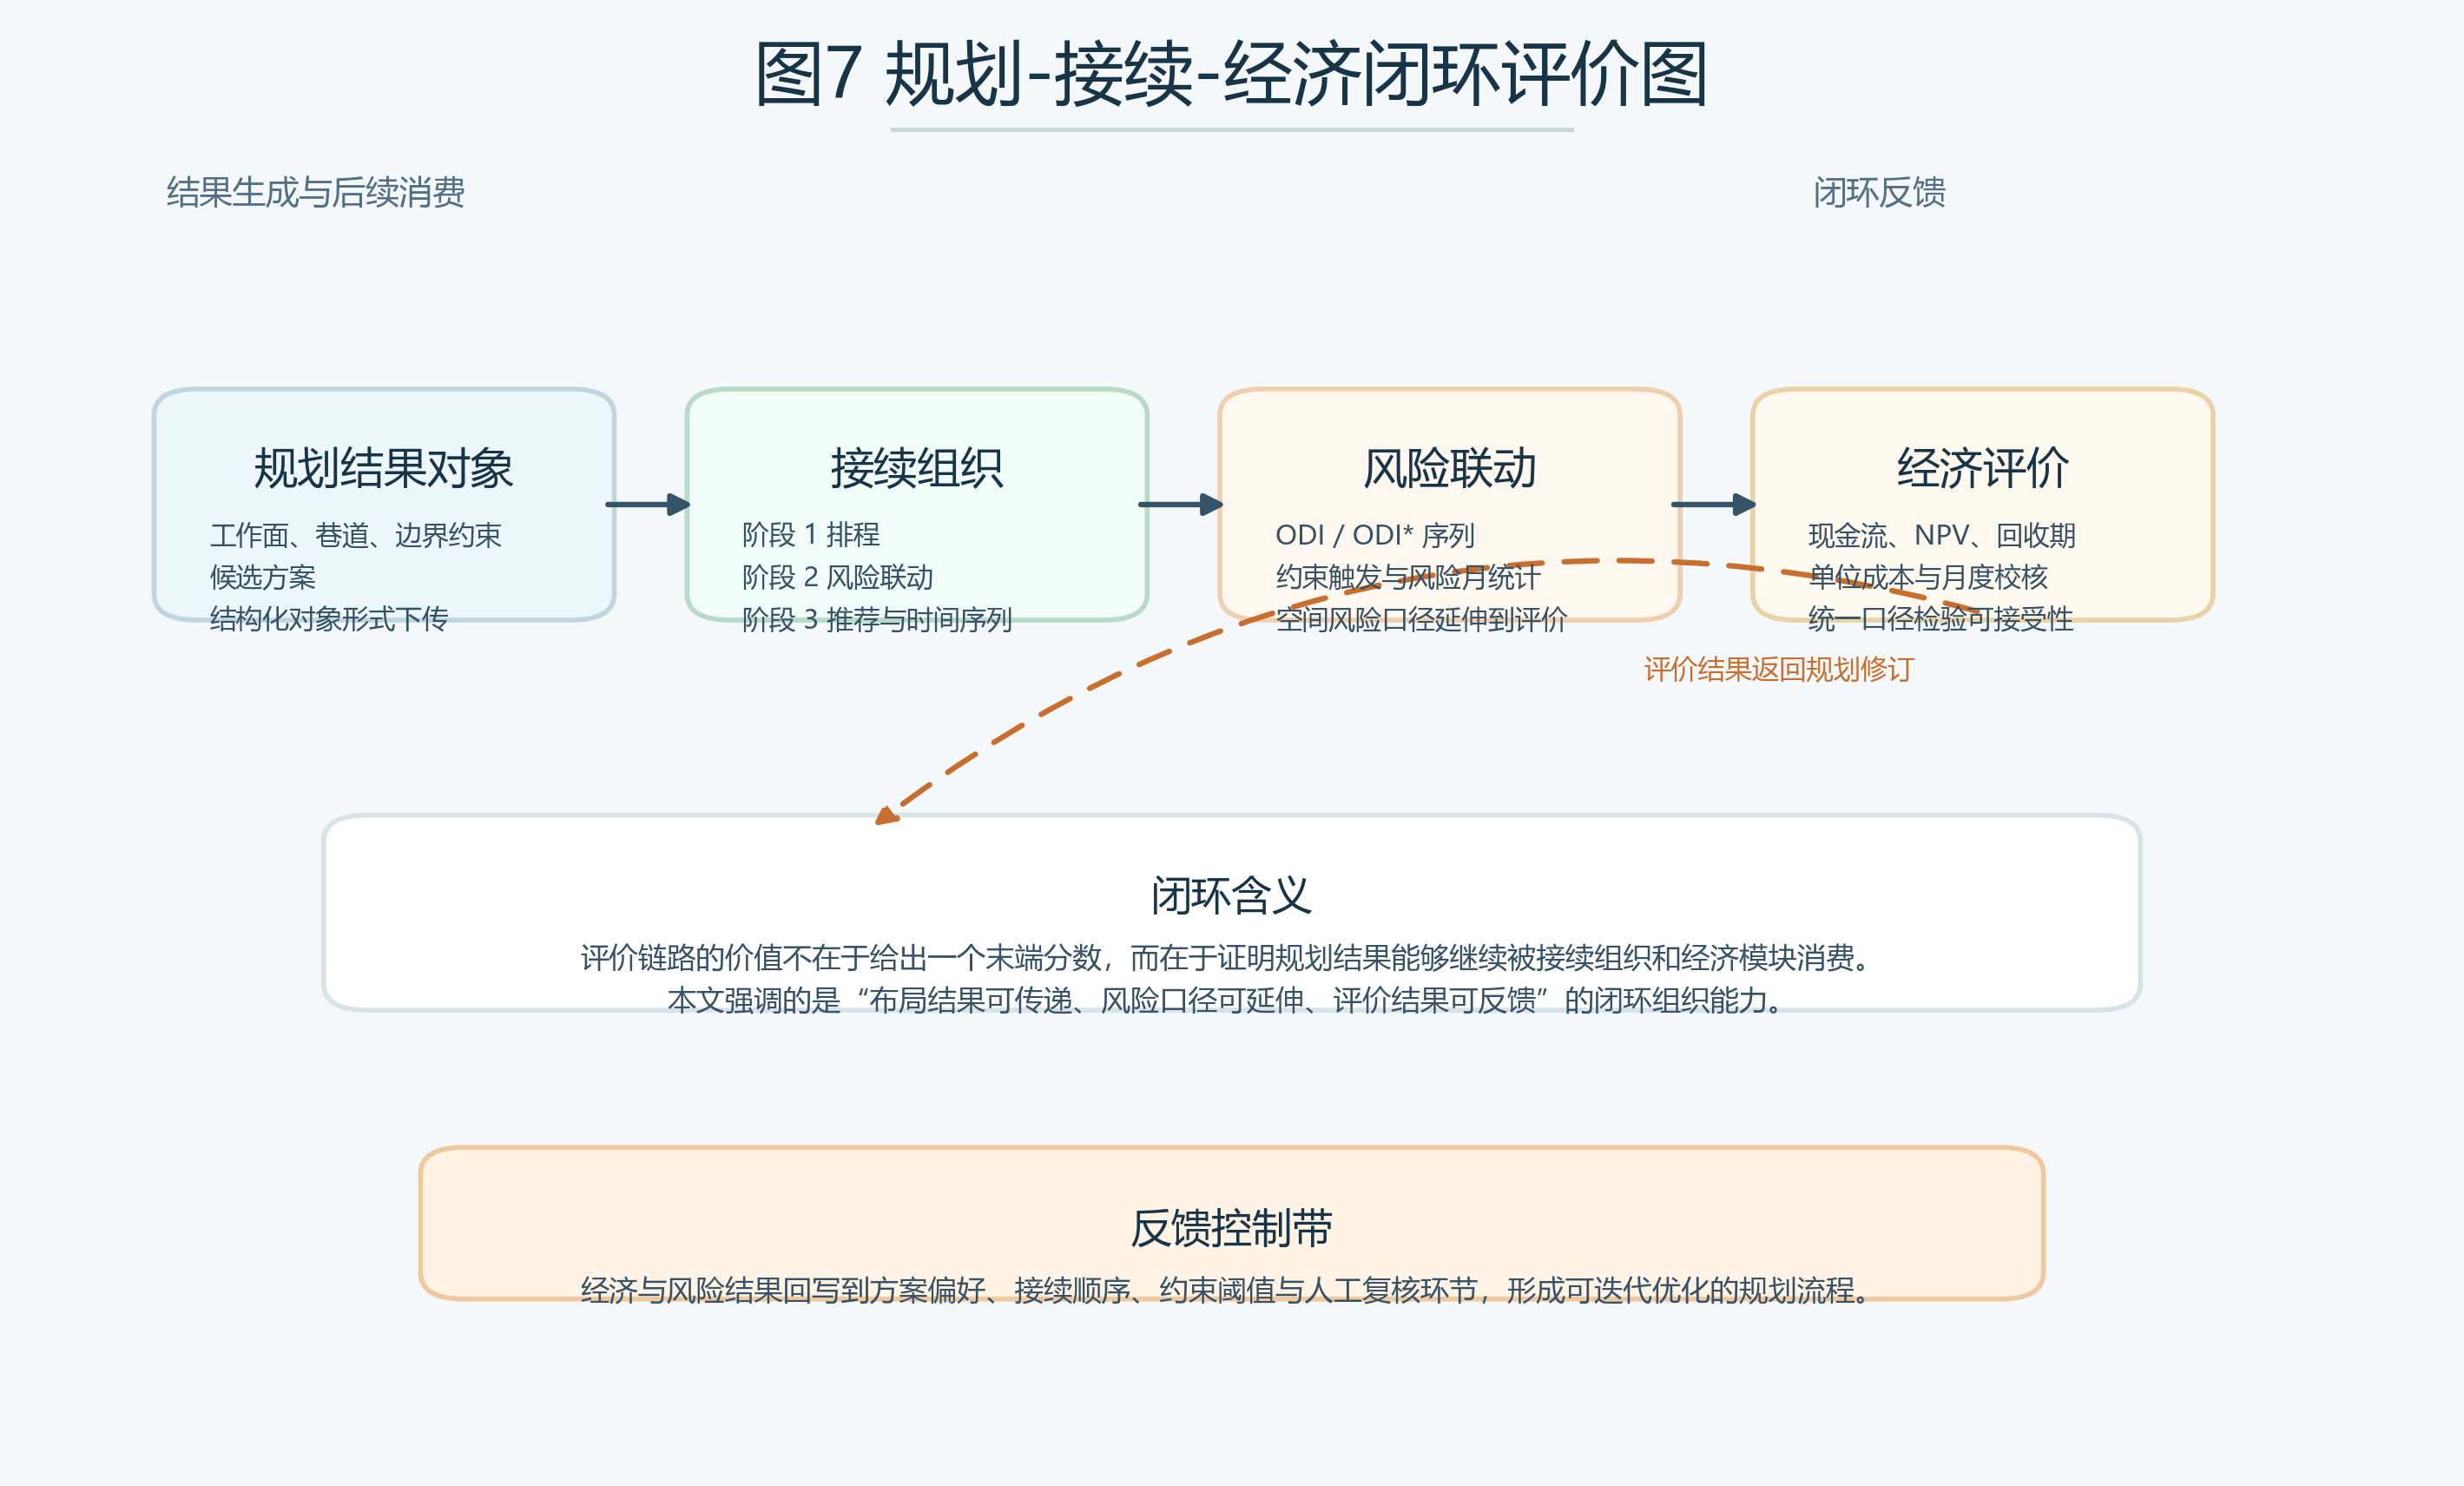 图7 规划-接续-经济闭环评价图
结果生成与后续消费
闭环反馈
规划结果对象
工作面、巷道、边界约束
候选方案
结构化对象形式下传
接续组织
阶段 1 排程
阶段 2 风险联动
阶段 3 推荐与时间序列
风险联动
ODI / ODI* 序列
约束触发与风险月统计
空间风险口径延伸到评价
经济评价
现金流、NPV、回收期
单位成本与月度校核
统一口径检验可接受性
评价结果返回规划修订
闭环含义
评价链路的价值不在于给出一个末端分数，而在于证明规划结果能够继续被接续组织和经济模块消费。
本文强调的是“布局结果可传递、风险口径可延伸、评价结果可反馈”的闭环组织能力。
反馈控制带
经济与风险结果回写到方案偏好、接续顺序、约束阈值与人工复核环节，形成可迭代优化的规划流程。